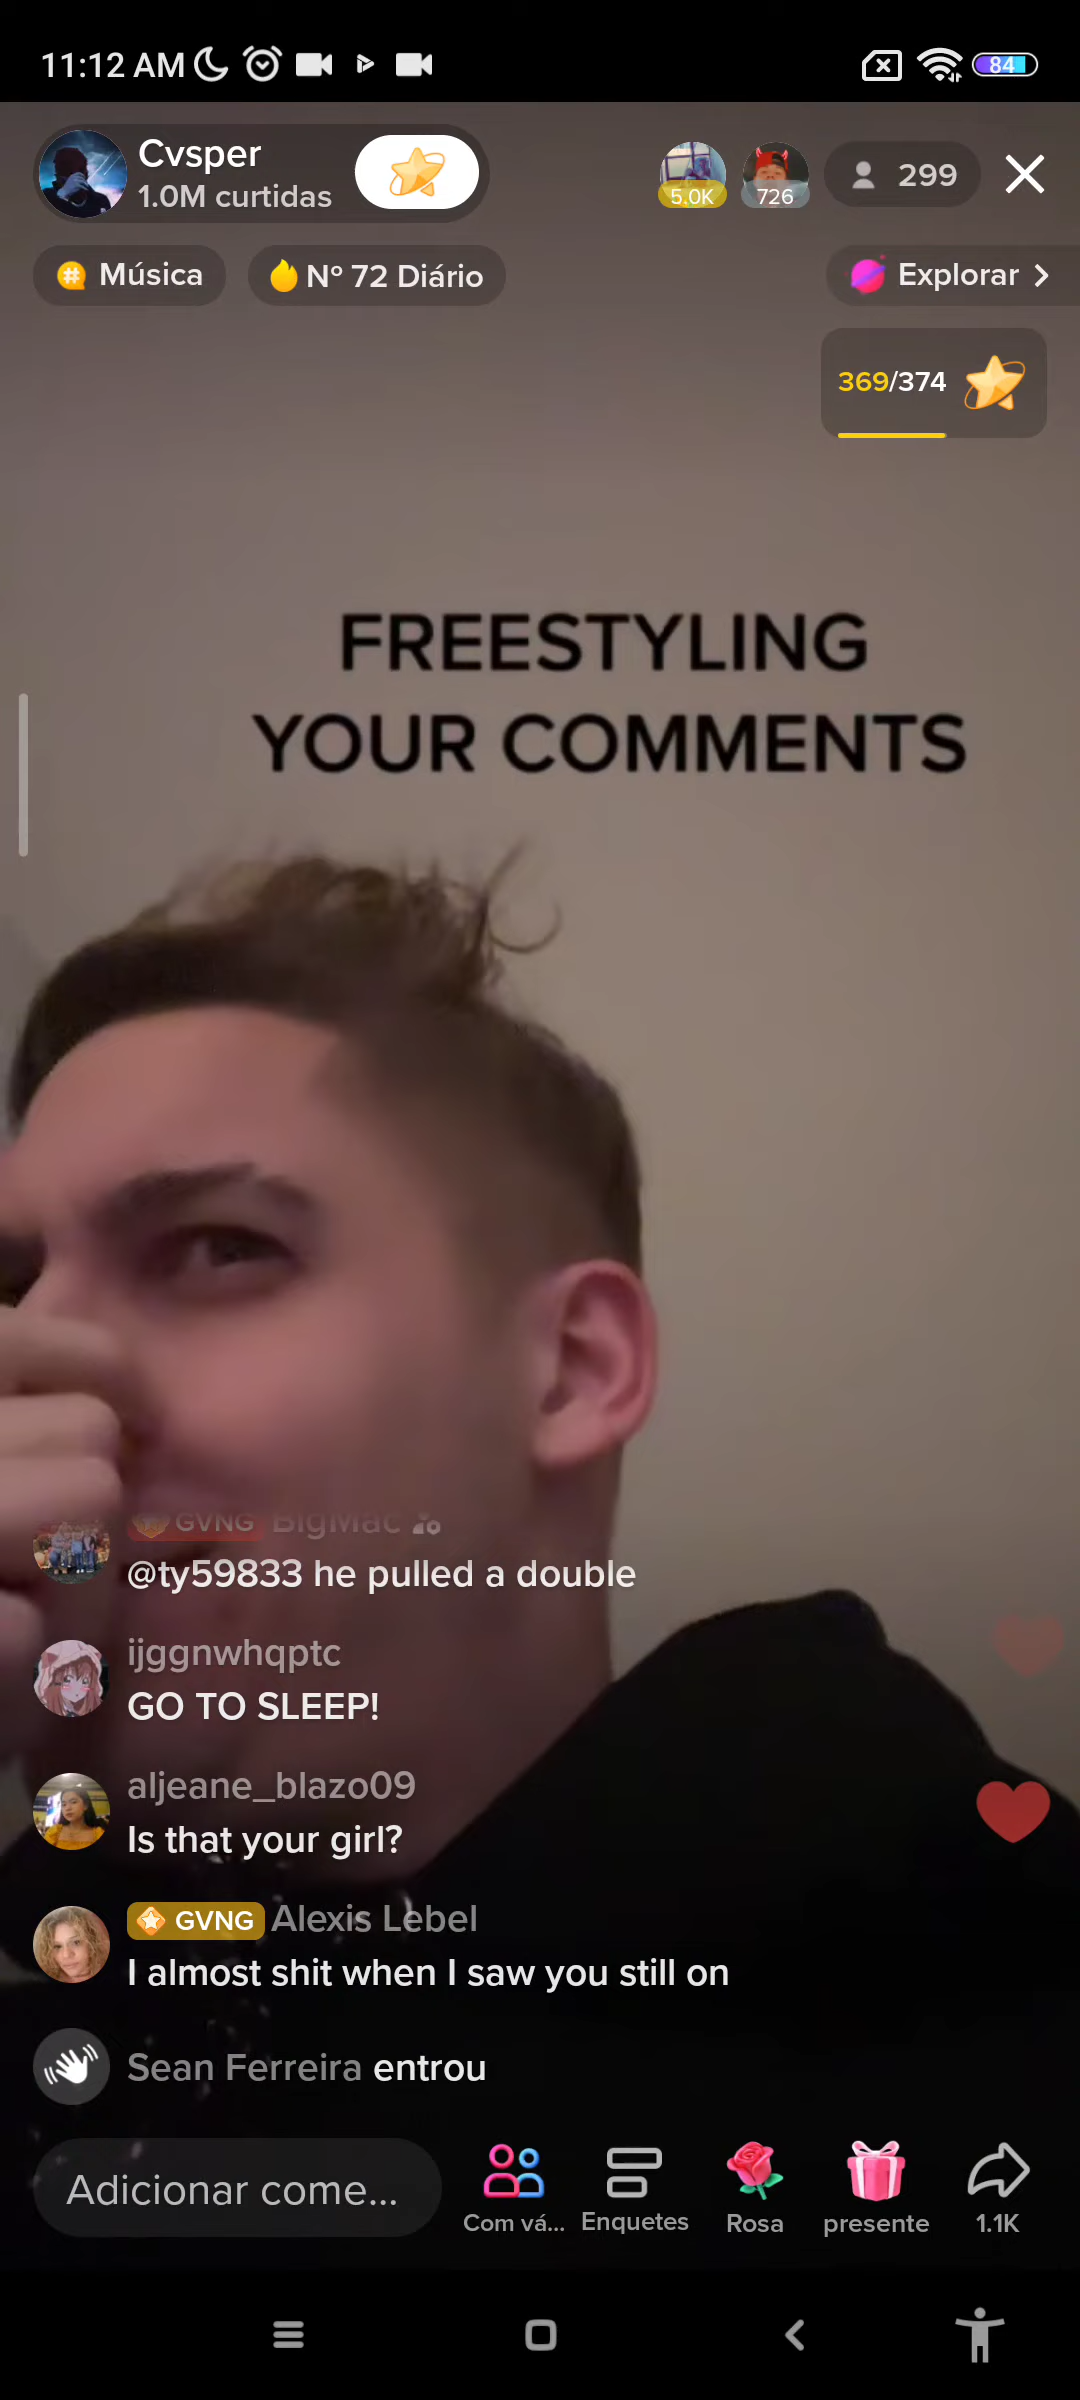 11:12 AM
84
Cvsper
1.0M curtidas
5.0K
726
299
Música
Nº 72 Diário
Explorar
369/374
FREESTYLING
YOUR COMMENTS
GVNG BigMac
@ty59833 he pulled a double
ijggnwhqptc
GO TO SLEEP!
aljeane_blazo09
Is that your girl?
GVNG Alexis Lebel
I almost shit when I saw you still on
Sean Ferreira entrou
Adicionar come...
Com vá...
Enquetes
Rosa
presente
1.1K